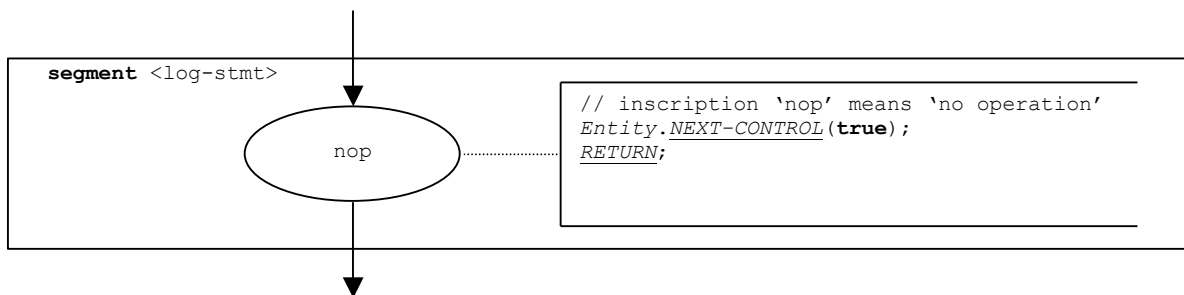 segment <log-stmt>
nop
// inscription ‘nop’ means ‘no operation’
Entity.NEXT-CONTROL(true);
RETURN;